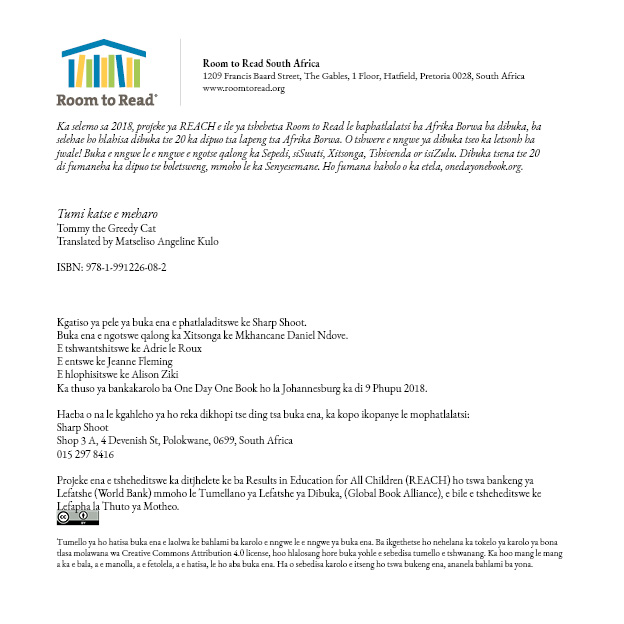 Room to Read®
Room to Read South Africa
1209 Francis Baard Street, The Gables, 1 Floor, Hatfield, Pretoria 0028, South Africa
www.roomtoread.org
Ka selemo sa 2018, projeke ya REACH e ile ya tshehetsa Room to Read le baphatlalatsi ba Afrika Borwa ba dibuka, ba
selehae ho hlahisa dibuka tse 20 ka dipuo tsa lapeng tsa Afrika Borwa. O tshwere e nngwe ya dibuka tseo ka letsonh ba
jwale! Buka e nngwe le e nngwe e ngotse qalong ka Sepedi, siSwati, Xitsonga, Tshivenda or isiZulu. Dibuka tsena tse 20
di fumaneha ka dipuo tse boletsweng, mmoho le ka Senyesemane. Ho fumana haholo o ka etela, onedayonebook.org.
Tumi katse e meharo
Tommy the Greedy Cat
Translated by Matseliso Angeline Kulo
ISBN: 978-1-991226-08-2
Kgatiso ya pele ya buka ena e phatlaladitswe ke Sharp Shoot.
Buka ena e ngotswe qalong ka Xitsonga ke Mkhancane Daniel Ndove.
E tshwantshitswe ke Adrie le Roux
E entswe ke Jeanne Fleming
E hlophisitswe ke Alison Ziki
Ka thuso ya bankakarolo ba One Day One Book ho la Johannesburg ka di 9 Phupu 2018.
Haeba o na le kgahleho ya ho reka dikhopi tse ding tsa buka ena, ka kopo ikopanye le mophatlalatsi:
Sharp Shoot
Shop 3 A, 4 Devenish St, Polokwane, 0699, South Africa
015 297 8416
Projeke ena e tsheheditswe ka ditjhelete ke ba Results in Education for All Children (REACH) ho tswa bankeng ya
Lefatshe (World Bank) mmoho le Tumellano ya Lefatshe ya Dibuka, (Global Book Alliance), e bile e tsheheditswe ke
Lefapha la Thuto ya Motheo.
CC BY
Tumello ya ho hatisa buka ena e laolwa ke bahlami ba karolo e nngwe le e nngwe ya buka ena. Ba ikgethetse ho nehelana ka tokelo ya karolo ya bona
tlasa molawana wa Creative Commons Attribution 4.0 license, hoo hlalosang hore buka yohle e sebedisa tumello e tshwanang. Ka hoo mang le mang
a ka e bala, a e manolla, a e fetolela, a e hatisa, le ho aba buka ena. Ha o sebedisa karolo e itseng ho tswa bukeng ena, ananela bahlami ba yona.